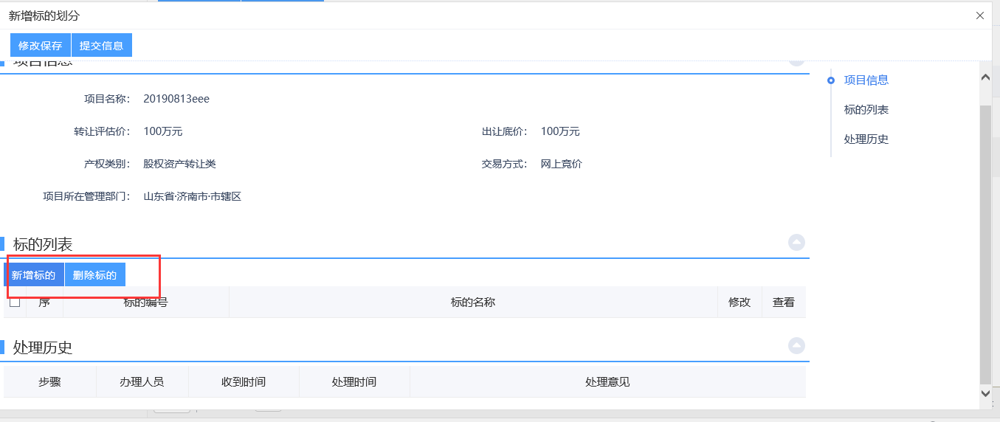 新增标的划分
修改保存 提交信息
项目信息
项目名称： 20190813eee
转让评估价： 100万元 出让底价： 100万元
产权类别： 股权资产转让类 交易方式： 网上竞价
项目所在管理部门： 山东省·济南市·市辖区
标的列表
新增标的 删除标的
序 标的编号 标的名称 修改 查看
处理历史
步骤 办理人员 收到时间 处理时间 处理意见
项目信息
标的列表
处理历史